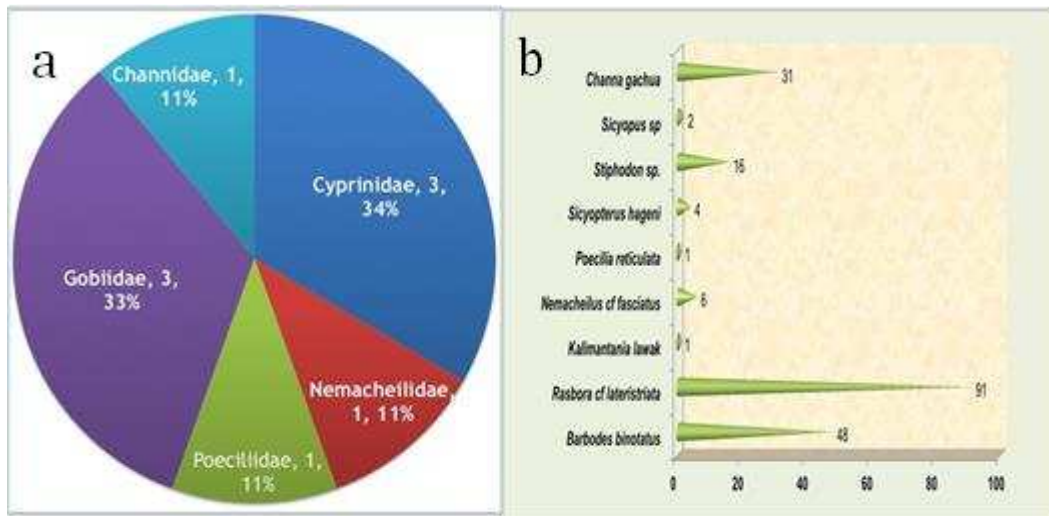 a
Channidae, 1,
11%
Cyprinidae, 3,
34%
Gobiidae, 3,
33%
Nemacheilidae,
1, 11%
Poeciliidae, 1,
11%
b
Channa gachua
31
Sicyopus sp
2
Stiphodon sp.
16
Sicyopterus hageni
4
Poecilia reticulata
1
Nemacheilus cf fasciatus
6
Kalimantania lawak
1
Rasbora cf lateristriata
91
Barbodes binotatus
48
0 20 40 60 80 100